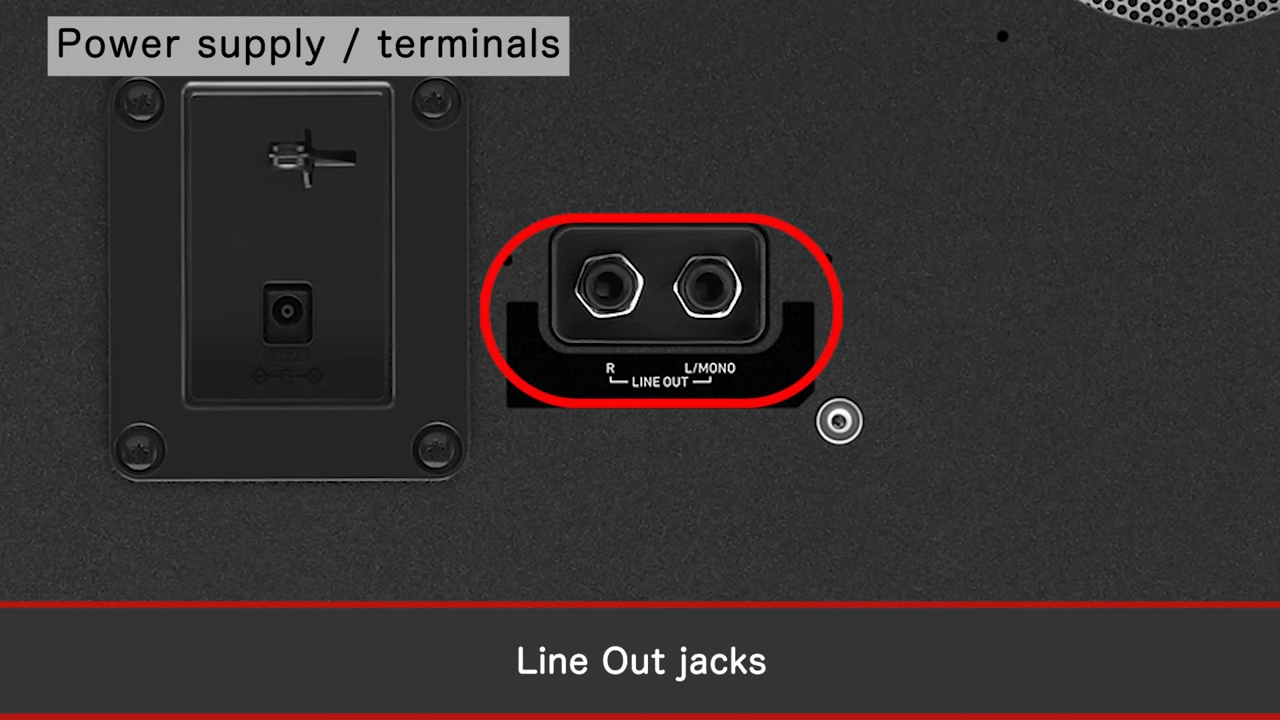 Power supply / terminals
R L/MONO
LINE OUT
Line Out jacks